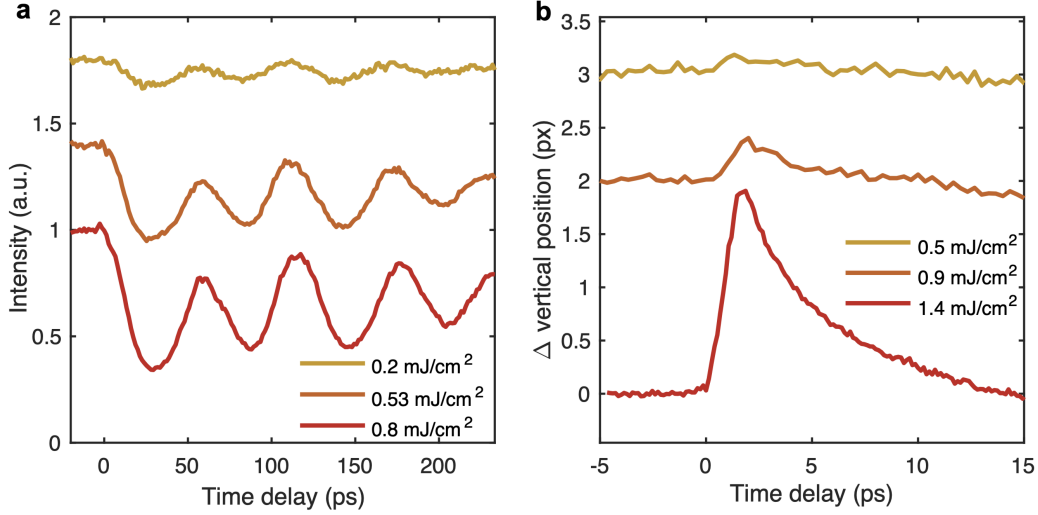 a
2
1.5
1
0.5
0
Intensity (a.u.)
0.2 mJ/cm2
0.53 mJ/cm2
0.8 mJ/cm2
0 50 100 150 200
Time delay (ps)
b
3.5
3
2.5
2
1.5
1
0.5
0
Δ vertical position (px)
0.5 mJ/cm2
0.9 mJ/cm2
1.4 mJ/cm2
-5 0 5 10 15
Time delay (ps)